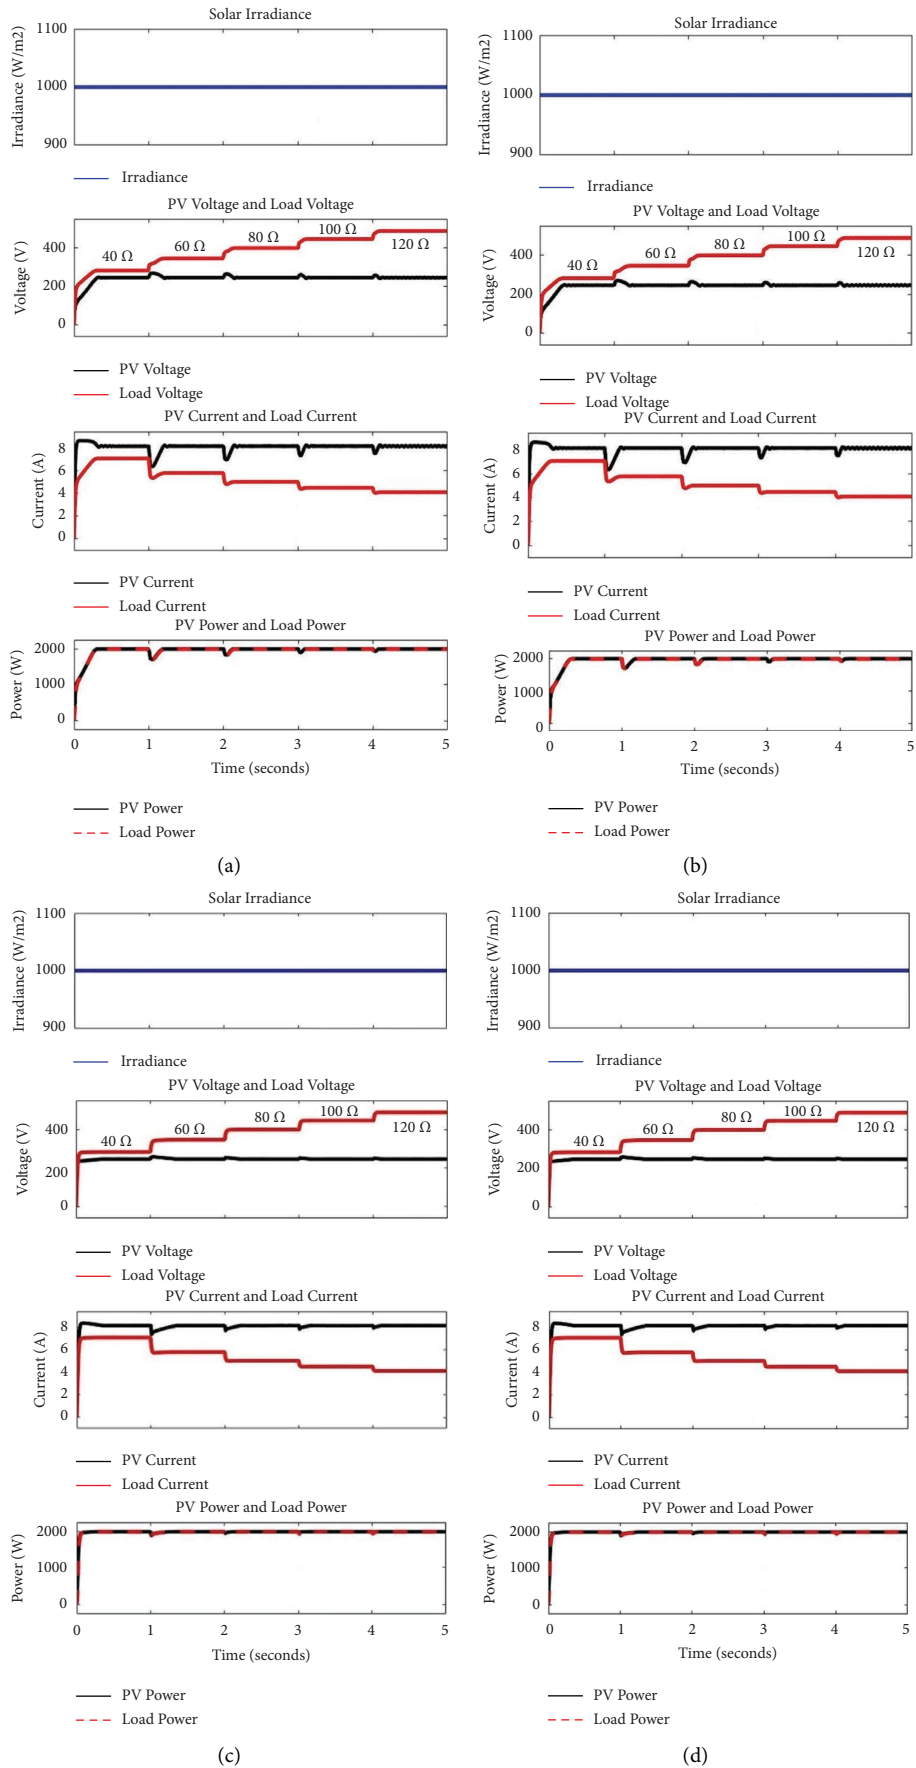 Solar Irradiance
1100
1000
900
Irradiance (W/m2)
Irradiance
PV Voltage and Load Voltage
400
200
0
Voltage (V)
40 Ω
60 Ω
80 Ω
100 Ω
120 Ω
PV Voltage
Load Voltage
PV Current and Load Current
8
6
4
2
0
Current (A)
PV Current
Load Current
PV Power and Load Power
2000
1000
0
Power (W)
0 1 2 3 4 5
Time (seconds)
PV Power
Load Power
(a)
Solar Irradiance
1100
1000
900
Irradiance (W/m2)
Irradiance
PV Voltage and Load Voltage
400
200
0
Voltage (V)
40 Ω
60 Ω
80 Ω
100 Ω
120 Ω
PV Voltage
Load Voltage
PV Current and Load Current
8
6
4
2
0
Current (A)
PV Current
Load Current
PV Power and Load Power
2000
1000
0
Power (W)
0 1 2 3 4 5
Time (seconds)
PV Power
Load Power
(b)
Solar Irradiance
1100
1000
900
Irradiance (W/m2)
Irradiance
PV Voltage and Load Voltage
400
200
0
Voltage (V)
40 Ω
60 Ω
80 Ω
100 Ω
120 Ω
PV Voltage
Load Voltage
PV Current and Load Current
8
6
4
2
0
Current (A)
PV Current
Load Current
PV Power and Load Power
2000
1000
0
Power (W)
0 1 2 3 4 5
Time (seconds)
PV Power
Load Power
(c)
Solar Irradiance
1100
1000
900
Irradiance (W/m2)
Irradiance
PV Voltage and Load Voltage
400
200
0
Voltage (V)
40 Ω
60 Ω
80 Ω
100 Ω
120 Ω
PV Voltage
Load Voltage
PV Current and Load Current
8
6
4
2
0
Current (A)
PV Current
Load Current
PV Power and Load Power
2000
1000
0
Power (W)
0 1 2 3 4 5
Time (seconds)
PV Power
Load Power
(d)